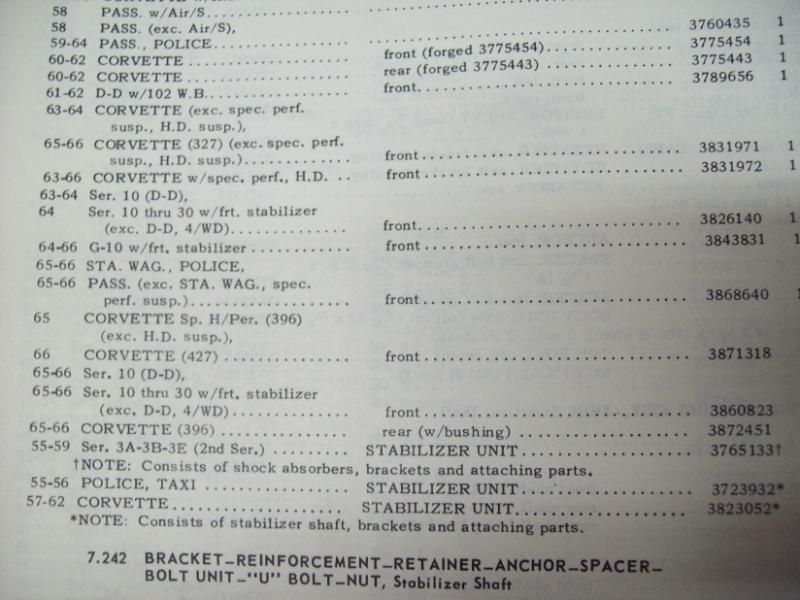 58 PASS. w/Air/S..............
58 PASS. (exc. Air/S),
59-64 PASS., POLICE.............. .............................. 3760435 1
60-62 CORVETTE .............. front (forged 3775454).............. 3775454 1
60-62 CORVETTE .............. rear (forged 3775443) .............. 3775443 1
61-62 D-D w/102 W.B.............. front.............................. 3789656 1
63-64 CORVETTE (exc. spec. perf.
susp., H.D. susp.),
65-66 CORVETTE (327) (exc. spec. perf.
susp., H.D. susp.).............. front.............................. 3831971 1
63-66 CORVETTE w/spec. perf., H.D. .. front.............................. 3831972 1
63-64 Ser. 10 (D-D),
64 Ser. 10 thru 30 w/frt. stabilizer
(exc. D-D, 4/WD).............. front.............................. 3826140 1
64-66 G-10 w/frt. stabilizer ............ front .............................. 3843831 1
65-66 STA. WAG., POLICE,
65-66 PASS. (exc. STA. WAG., spec.
perf. susp.).................. front .............................. 3868640 1
65 CORVETTE Sp. H/Per. (396)
(exc. H.D. susp.),
66 CORVETTE (427) .............. front.............................. 3871318
65-66 Ser. 10 (D-D),
65-66 Ser. 10 thru 30 w/frt. stabilizer
(exc. D-D, 4/WD).............. front.............................. 3860823
65-66 CORVETTE (396) .............. rear (w/bushing) .................. 3872451
55-59 Ser. 3A-3B-3E (2nd Ser.) ......... STABILIZER UNIT.................. 3765133†
†NOTE: Consists of shock absorbers, brackets and attaching parts.
55-56 POLICE, TAXI ................ STABILIZER UNIT.................. 3723932*
57-62 CORVETTE.................... STABILIZER UNIT.................. 3823052*
*NOTE: Consists of stabilizer shaft, brackets and attaching parts.
7.242 BRACKET-REINFORCEMENT-RETAINER-ANCHOR-SPACER-
BOLT UNIT-"U" BOLT-NUT, Stabilizer Shaft